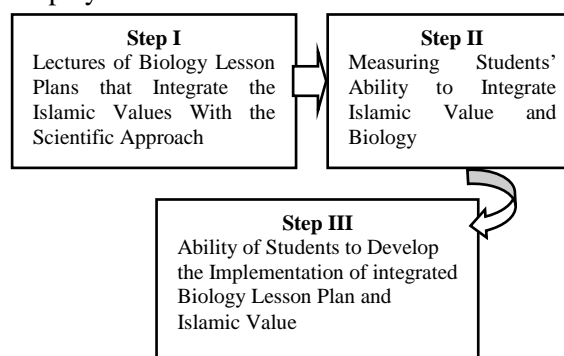 Step I
Lectures of Biology Lesson
Plans that Integrate the
Islamic Values With the
Scientific Approach
Step II
Measuring Students’
Ability to Integrate
Islamic Value and
Biology
Step III
Ability of Students to Develop
the Implementation of integrated
Biology Lesson Plan and
Islamic Value